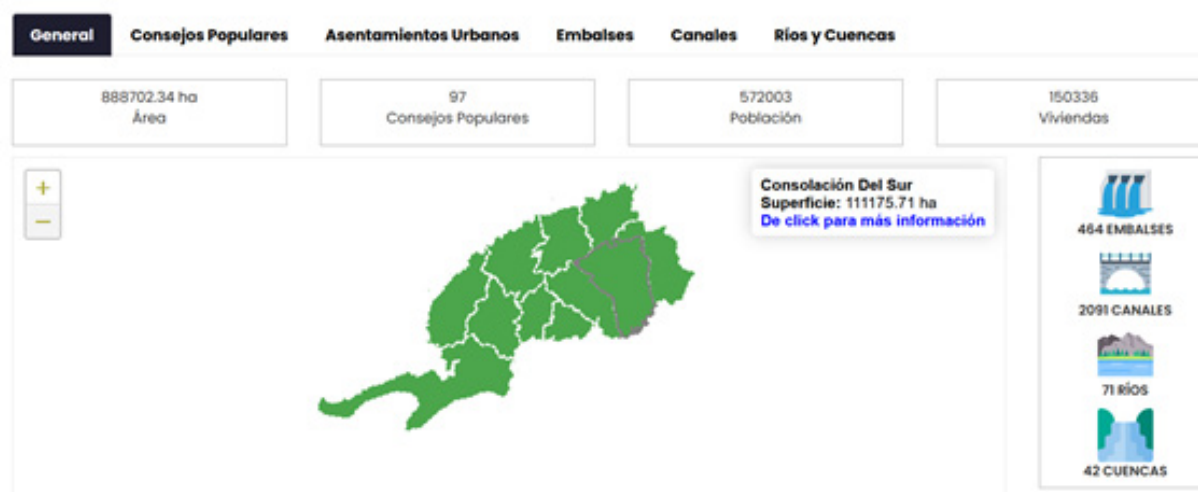 General Consejos Populares Asentamientos Urbanos Embalses Canales Ríos y Cuencas
888702.34 ha
Área
97
Consejos Populares
572003
Población
150336
Viviendas
+
−
Consolación Del Sur
Superficie: 111175.71 ha
De click para más información
464 EMBALSES
2091 CANALES
71 RÍOS
42 CUENCAS